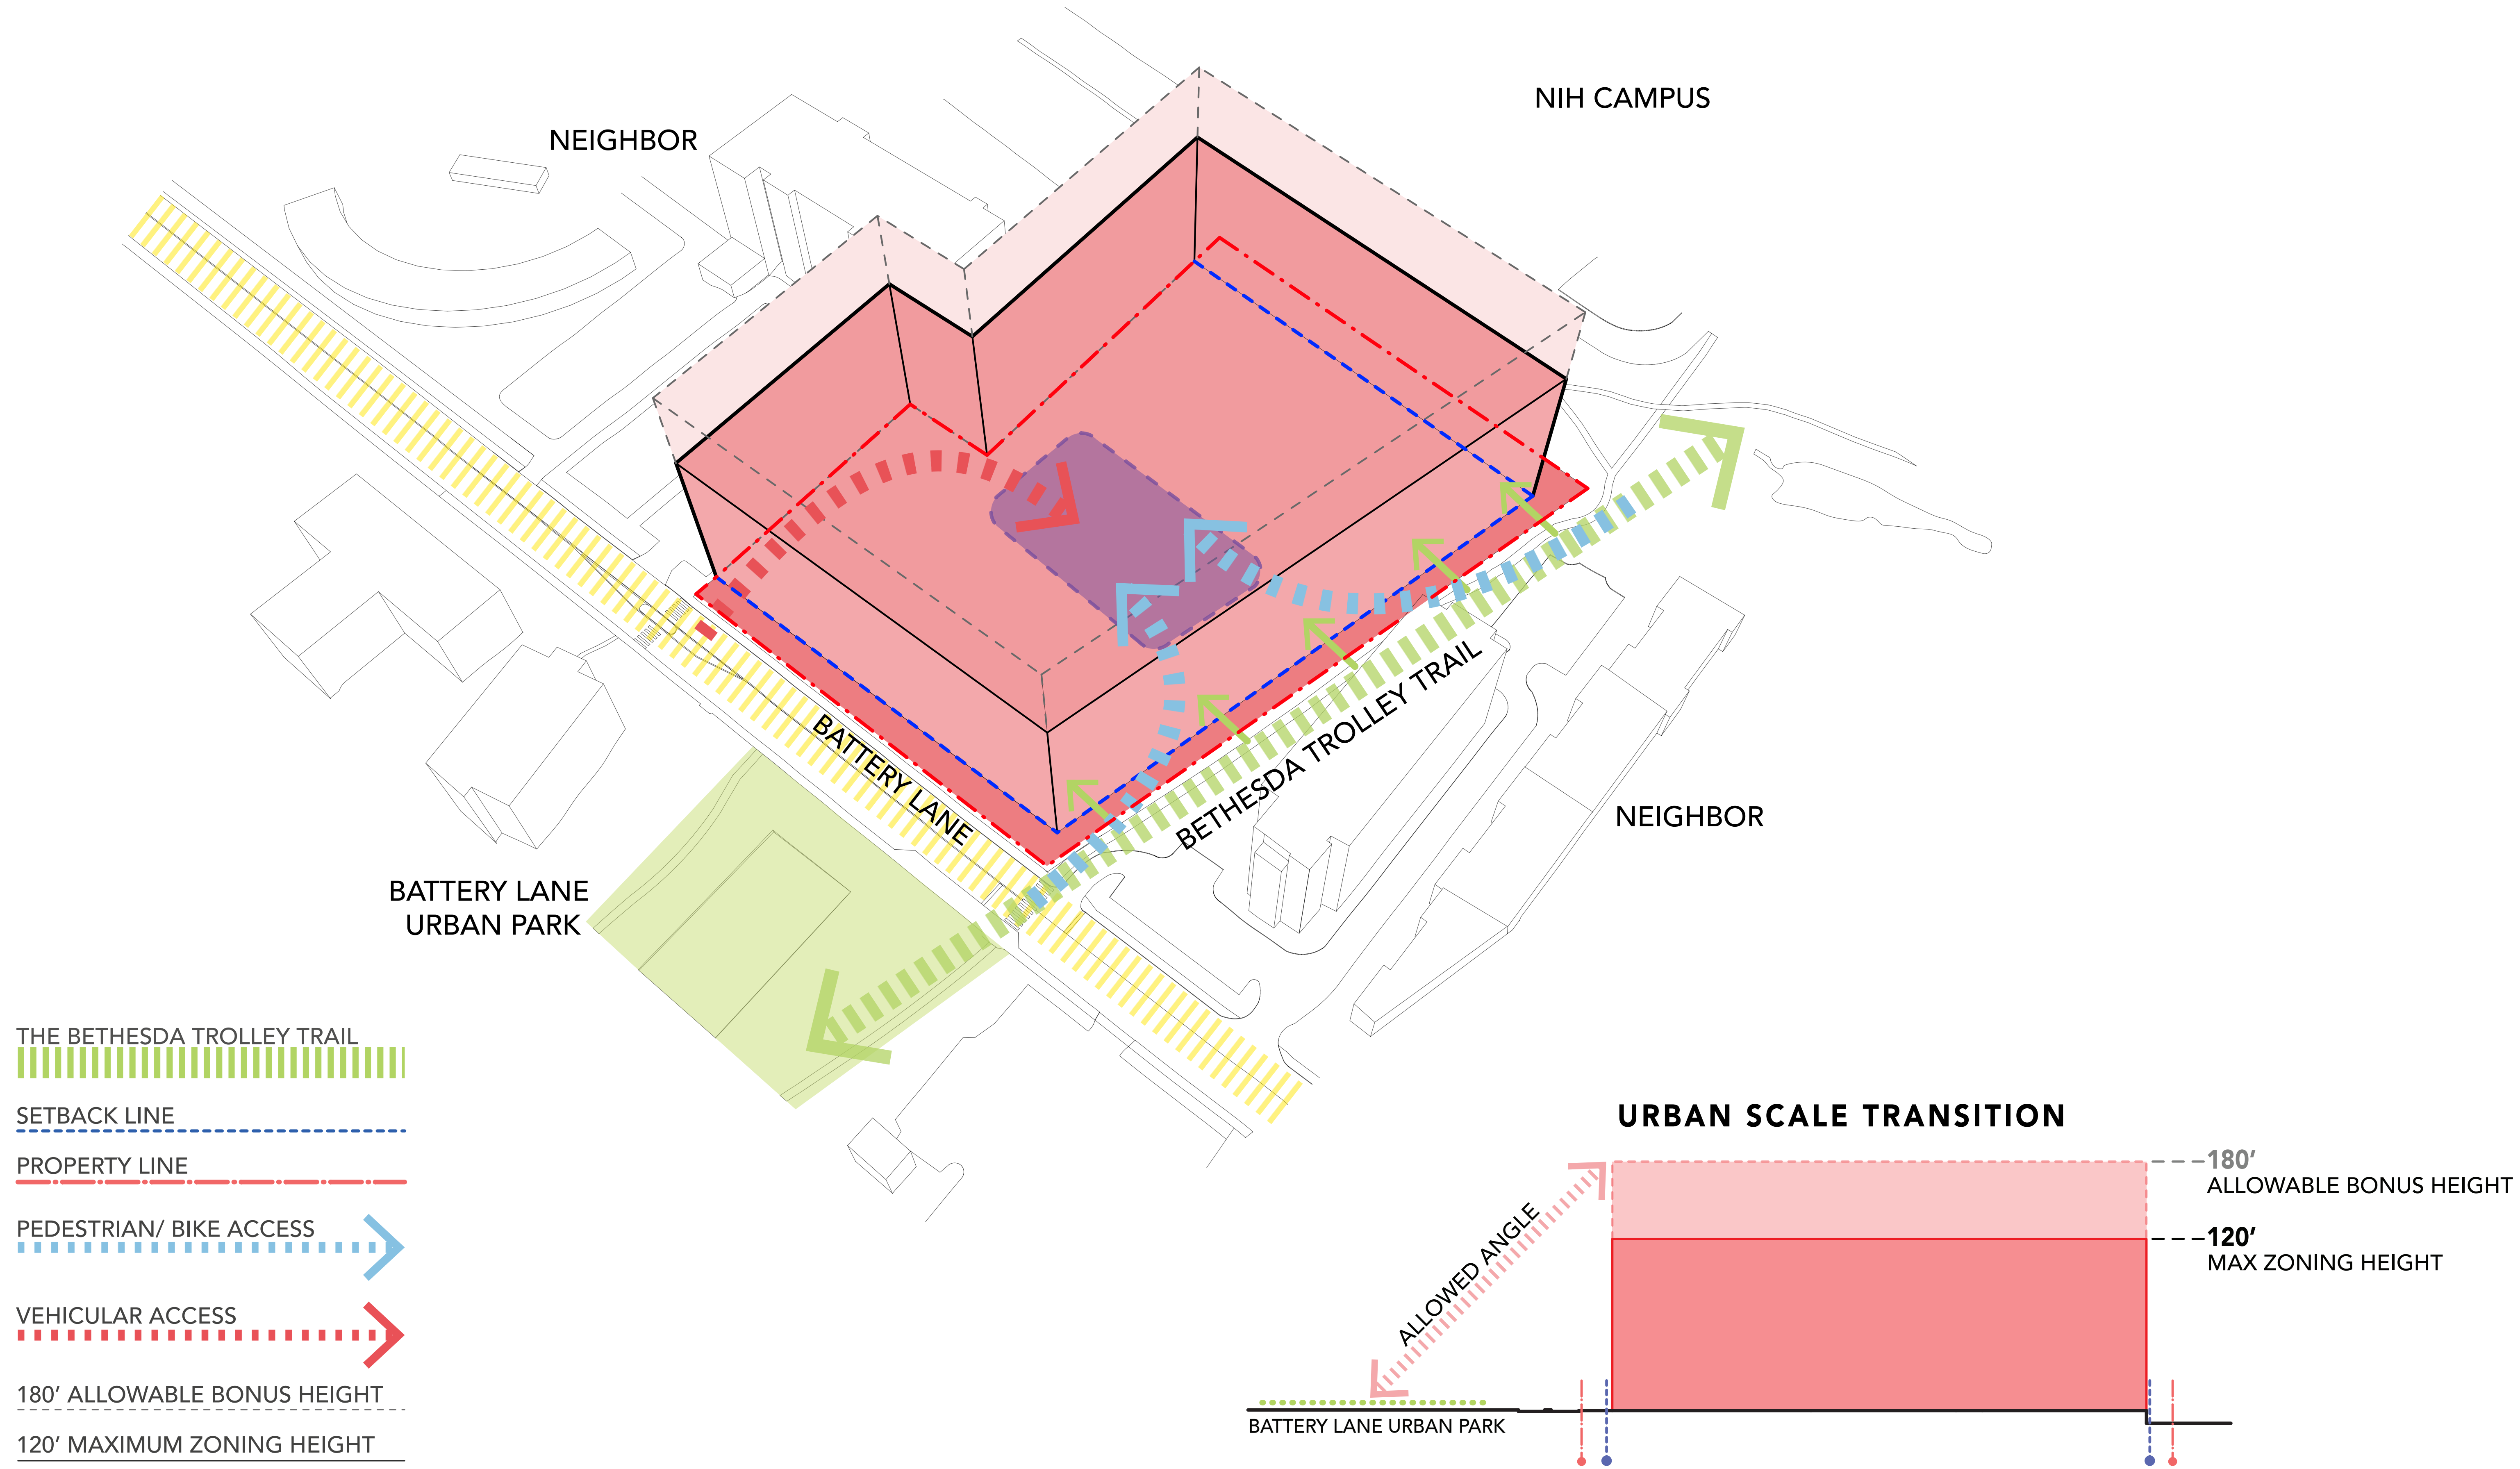 NIH CAMPUS
NEIGHBOR
BATTERY LANE
BETHESDA TROLLEY TRAIL
NEIGHBOR
BATTERY LANE
URBAN PARK
THE BETHESDA TROLLEY TRAIL
SETBACK LINE
PROPERTY LINE
PEDESTRIAN/ BIKE ACCESS
VEHICULAR ACCESS
180’ ALLOWABLE BONUS HEIGHT
120’ MAXIMUM ZONING HEIGHT
URBAN SCALE TRANSITION
180’
ALLOWABLE BONUS HEIGHT
120’
MAX ZONING HEIGHT
ALLOWED ANGLE
BATTERY LANE URBAN PARK